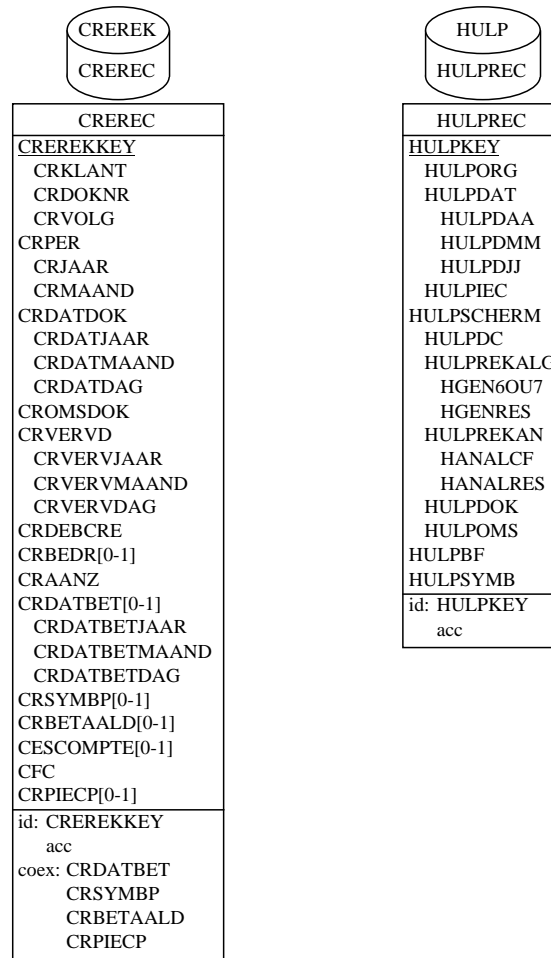 CREREK
CREREC
CREREC
CREREKKEY
CRKLANT
CRDOKNR
CRVOLG
CRPER
CRJAAR
CRMAAND
CRDATDOK
CRDATJAAR
CRDATMAAND
CRDATDAG
CROMSDOK
CRVERVD
CRVERVJAAR
CRVERVMAAND
CRVERVDAG
CRDEBCRE
CRBEDR[0-1]
CRAANZ
CRDATBET[0-1]
CRDATBETJAAR
CRDATBETMAAND
CRDATBETDAG
CRSYMBP[0-1]
CRBETAALD[0-1]
CESCOMPTE[0-1]
CFC
CRPIECP[0-1]
id: CREREKKEY
acc
coex: CRDATBET
CRSYMBP
CRBETAALD
CRPIECP
HULP
HULPREC
HULPREC
HULPKEY
HULPORG
HULPDAT
HULPDAA
HULPDMM
HULPDJJ
HULPIEC
HULPSCHERM
HULPDC
HULPREKALG
HGEN6OU7
HGENRES
HULPREKAN
HANALCF
HANALRES
HULPDOK
HULPOMS
HULPBF
HULPSYMB
id: HULPKEY
acc